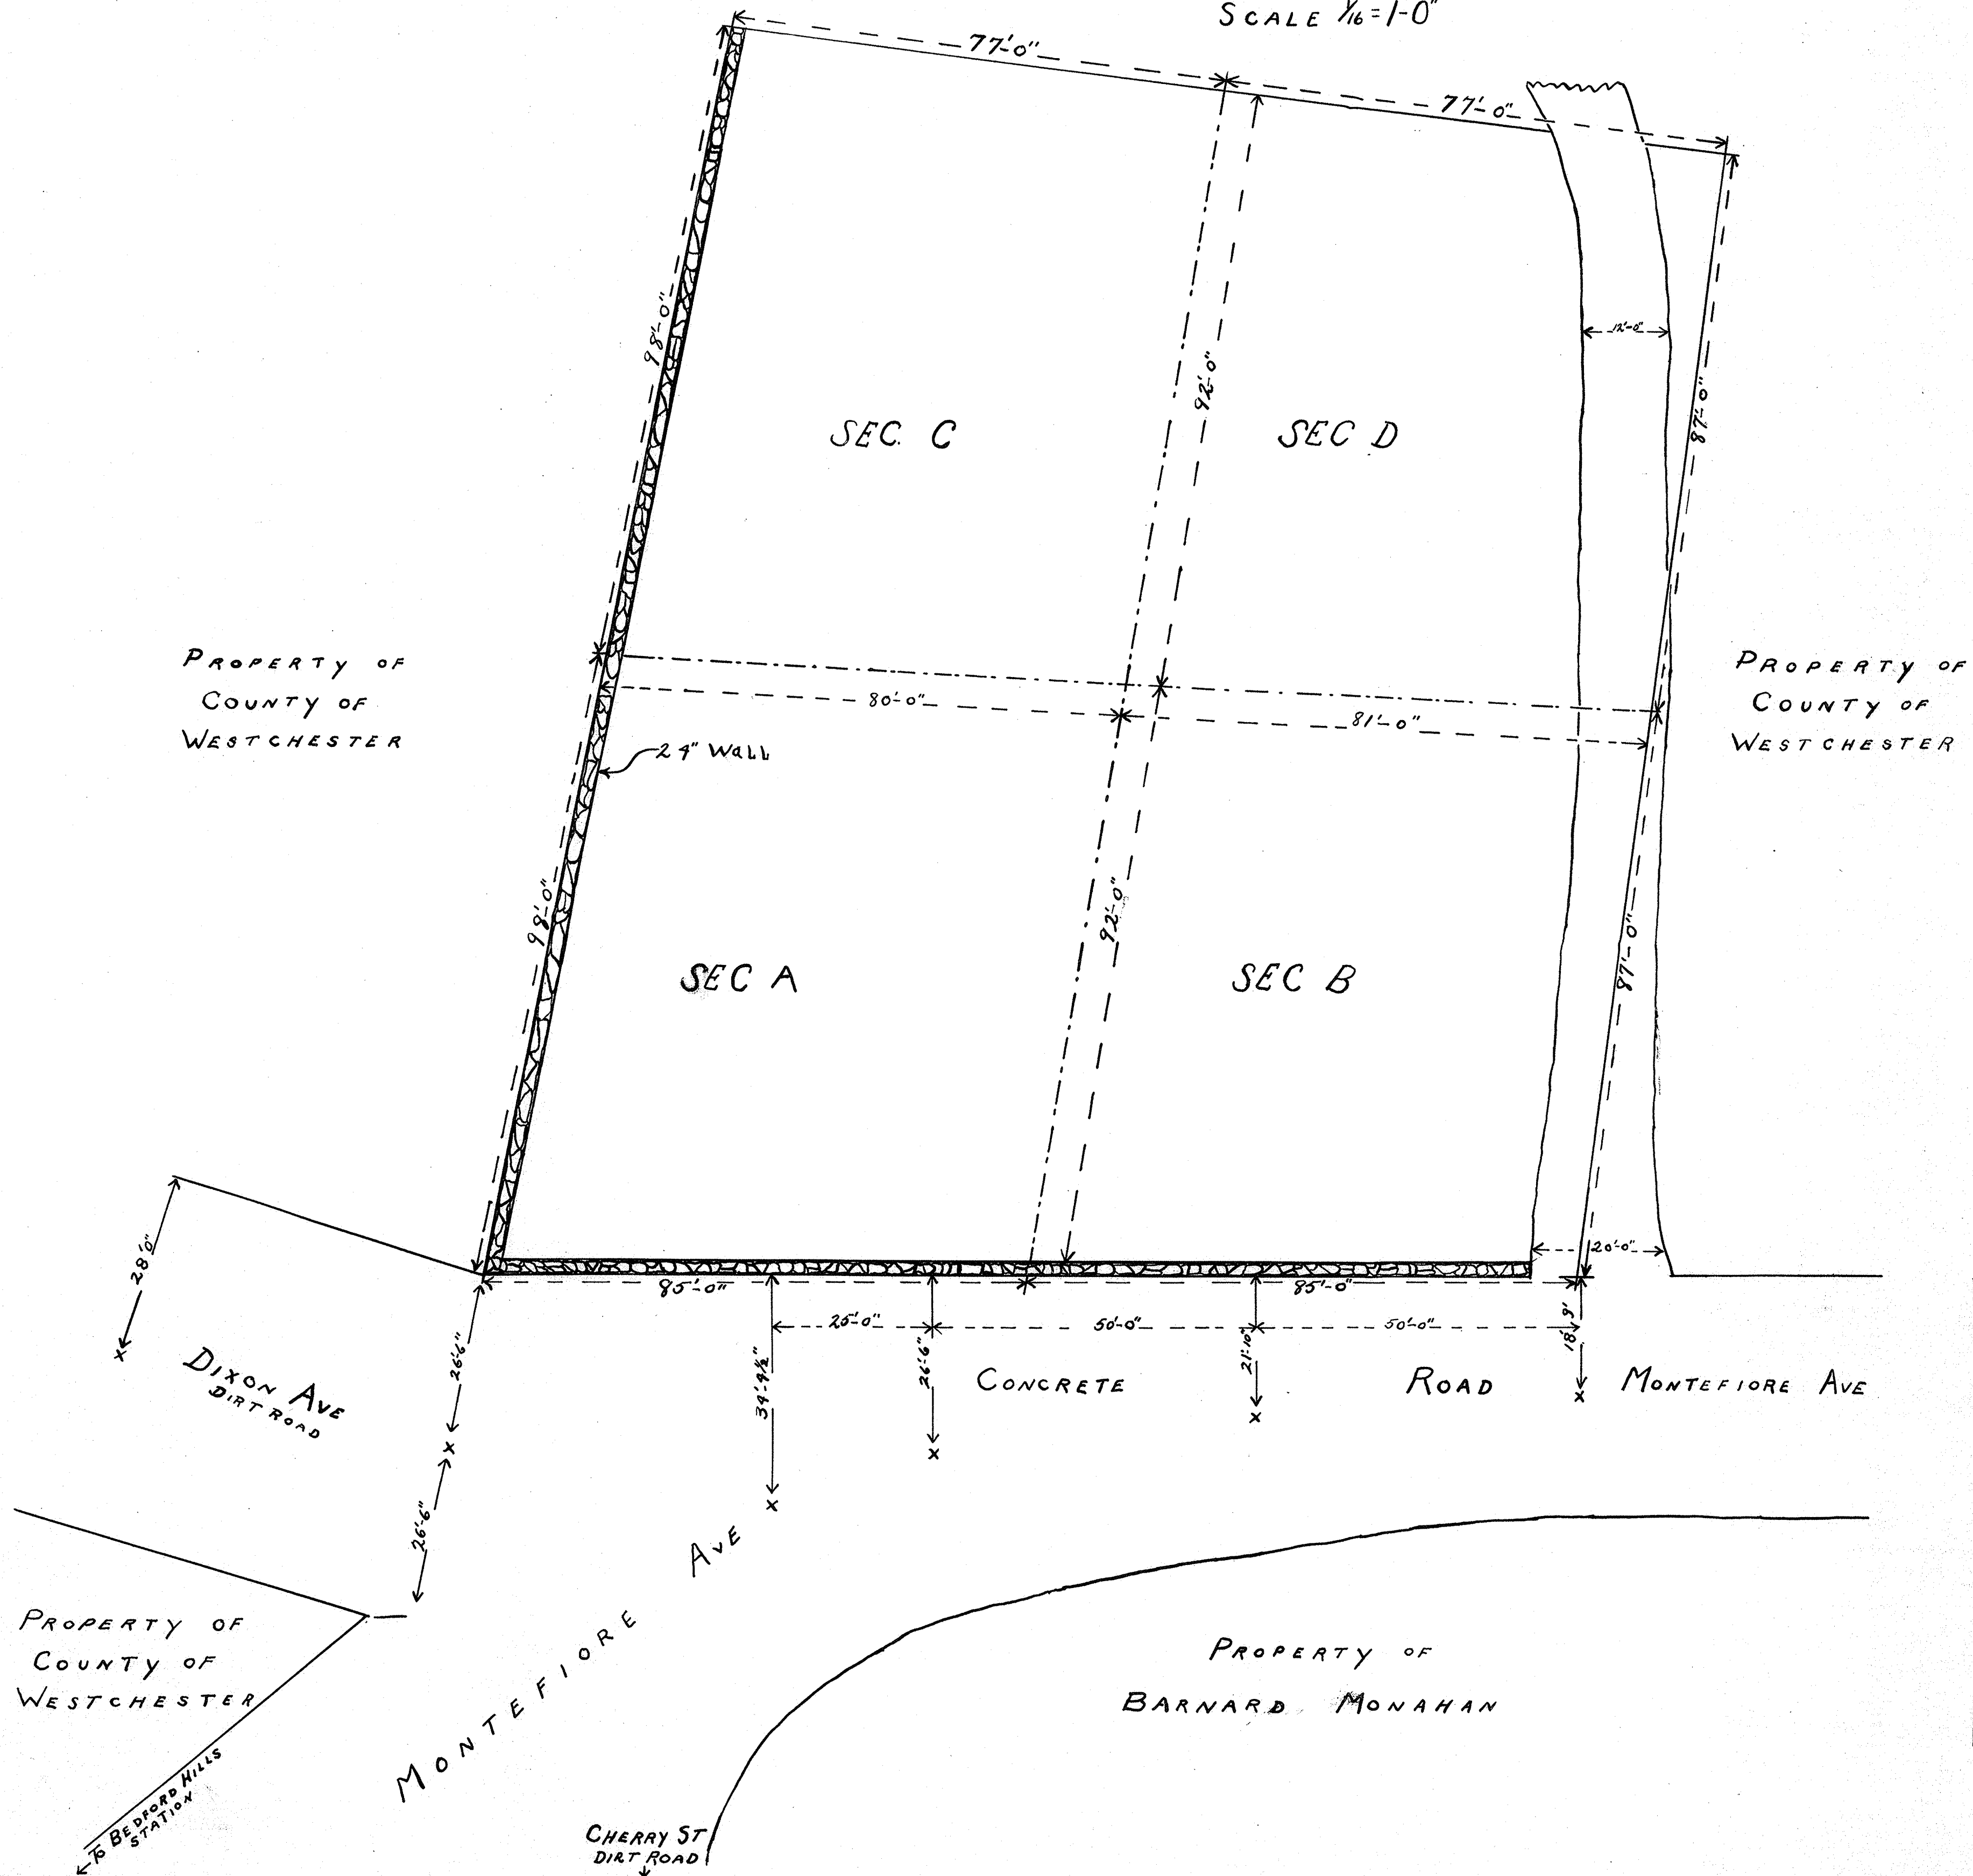 SCALE 1/16 = 1-0"
77'-0"
77'-0"
98'-0"
12'-0"
92'-0"
87'-0"
SEC. C
SEC D
PROPERTY OF
COUNTY OF
WESTCHESTER
PROPERTY OF
COUNTY OF
WESTCHESTER
80'-0"
81'-0"
24" WALL
98'-0"
92'-0"
87'-0"
SEC A
SEC B
28'-0"
20'-0"
85'-0"
85'-0"
25'-0"
50'-0"
50'-0"
26'-6"
34'-4½"
26'-6"
21'-10"
18'-9'
X
X
X
X
X
X
DIXON AVE
DIRT ROAD
CONCRETE ROAD
MONTEFIORE AVE
26'-6"
MONTEFIORE AVE
PROPERTY OF
COUNTY OF
WESTCHESTER
PROPERTY OF
BARNARD MONAHAN
TO BEDFORD HILLS
STATION
CHERRY ST
DIRT ROAD